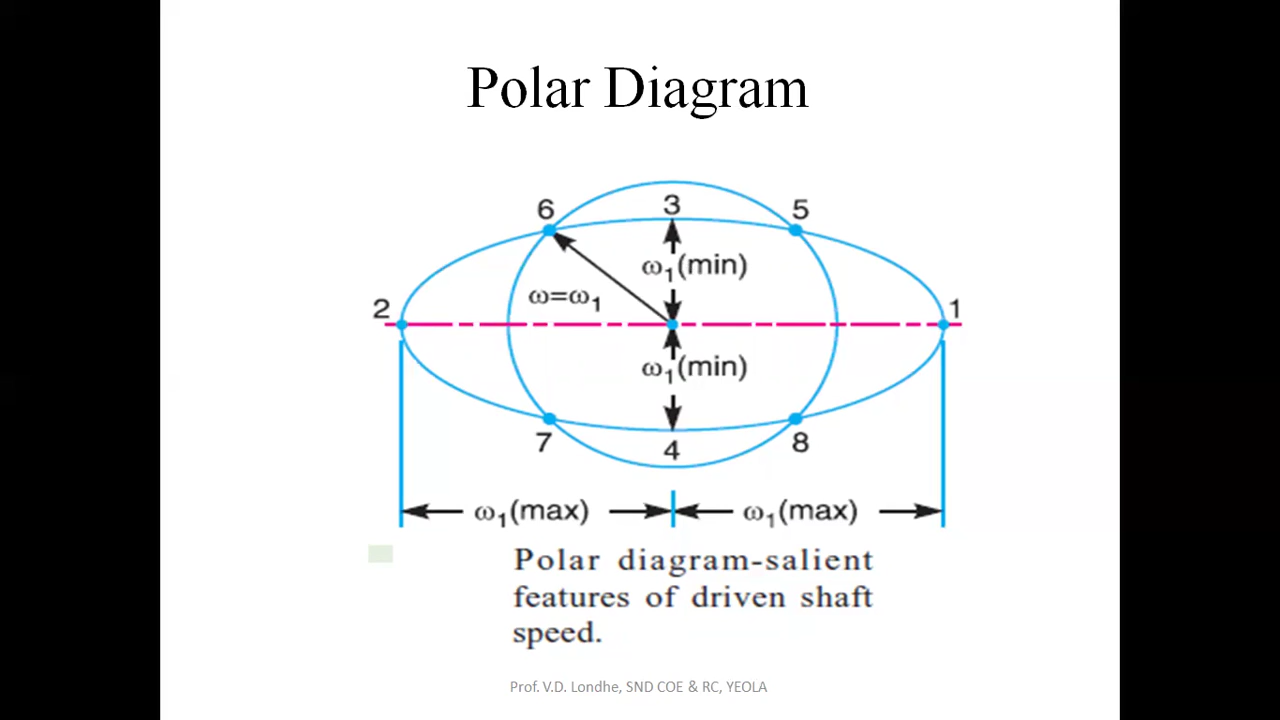 Polar Diagram
6
3
5
ω₁(min)
ω=ω₁
2
1
ω₁(min)
7
4
8
ω₁(max)
ω₁(max)
Polar diagram-salient
features of driven shaft
speed.
Prof. V.D. Londhe, SND COE & RC, YEOLA